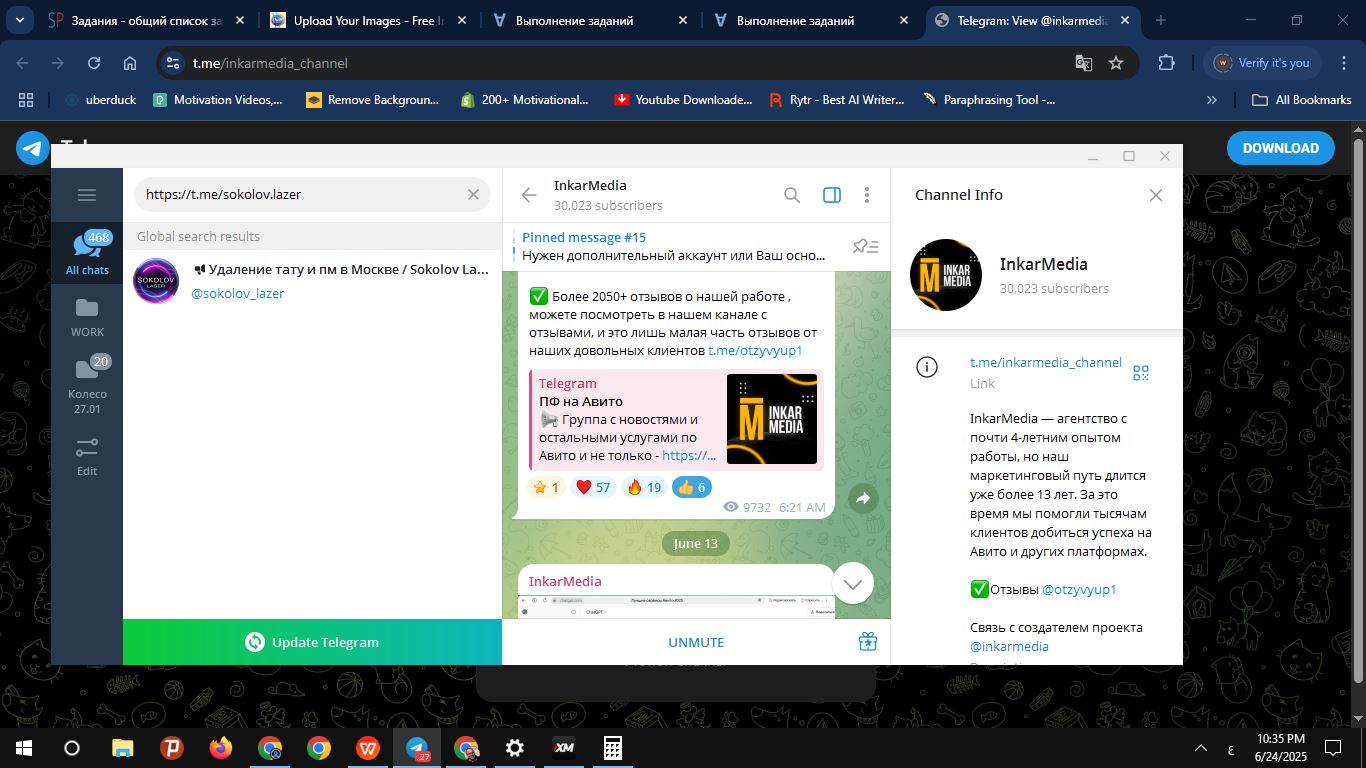 Задания - общий список за
Upload Your Images - Free I
Выполнение заданий
Выполнение заданий
Telegram: View @inkarmedia
t.me/inkarmedia_channel
Verify it's you
uberduck
Motivation Videos,...
Remove Backgroun...
200+ Motivational...
Youtube Downloade...
Rytr - Best AI Writer...
Paraphrasing Tool -...
All Bookmarks
DOWNLOAD
468
All chats
WORK
20
Колесо
27.01
Edit
https://t.me/sokolov.lazer
Global search results
SOKOLOV
LASER
Удаление тату и пм в Москве / Sokolov La...
@sokolov_lazer
Update Telegram
InkarMedia
30,023 subscribers
Pinned message #15
Нужен дополнительный аккаунт или Ваш осно...
✅ Более 2050+ отзывов о нашей работе ,
можете посмотреть в нашем канале с
отзывами, и это лишь малая часть отзывов от
наших довольных клиентов t.me/otzyvyup1
Telegram
ПФ на Авито
📢 Группа с новостями и
остальными услугами по
Авито и не только - https://...
INKAR
MEDIA
1
57
19
6
9732 6:21 AM
June 13
InkarMedia
ChatGPT
UNMUTE
Channel Info
INKAR
MEDIA
InkarMedia
30,023 subscribers
t.me/inkarmedia_channel
Link
InkarMedia — агентство с
почти 4-летним опытом
работы, но наш
маркетинговый путь длится
уже более 13 лет. За это
время мы помогли тысячам
клиентов добиться успеха на
Авито и других платформах.
✅Отзывы @otzyvyup1
Связь с создателем проекта
@inkarmedia
27
XM
ع
10:35 PM
6/24/2025